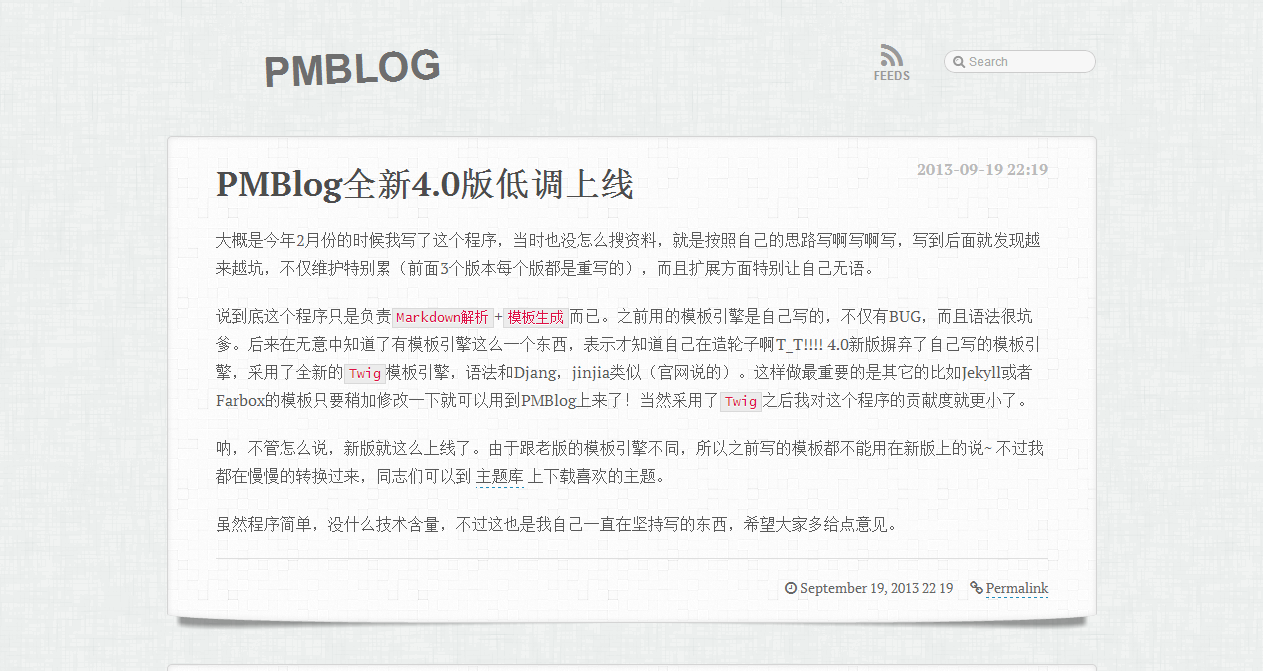 PMBLOG
FEEDS
Search
PMBlog全新4.0版低调上线
2013-09-19 22:19
大概是今年2月份的时候我写了这个程序，当时也没怎么搜资料，就是按照自己的思路写啊写啊写，写到后面就发现越
来越坑，不仅维护特别累（前面3个版本每个版都是重写的），而且扩展方面特别让自己无语。
说到底这个程序只是负责Markdown解析+模板生成而已。之前用的模板引擎是自己写的，不仅有BUG，而且语法很坑
爹。后来在无意中知道了有模板引擎这么一个东西，表示才知道自己在造轮子啊T_T!!!! 4.0新版摒弃了自己写的模板引
擎，采用了全新的Twig模板引擎，语法和Djang，jinjia类似（官网说的）。这样做最重要的是其它的比如Jekyll或者
Farbox的模板只要稍加修改一下就可以用到PMBlog上来了！当然采用了Twig之后我对这个程序的贡献度就更小了。
呐，不管怎么说，新版就这么上线了。由于跟老版的模板引擎不同，所以之前写的模板都不能用在新版上的说~ 不过我
都在慢慢的转换过来，同志们可以到 主题库 上下载喜欢的主题。
虽然程序简单，没什么技术含量，不过这也是我自己一直在坚持写的东西，希望大家多给点意见。
September 19, 2013 22 19 Permalink